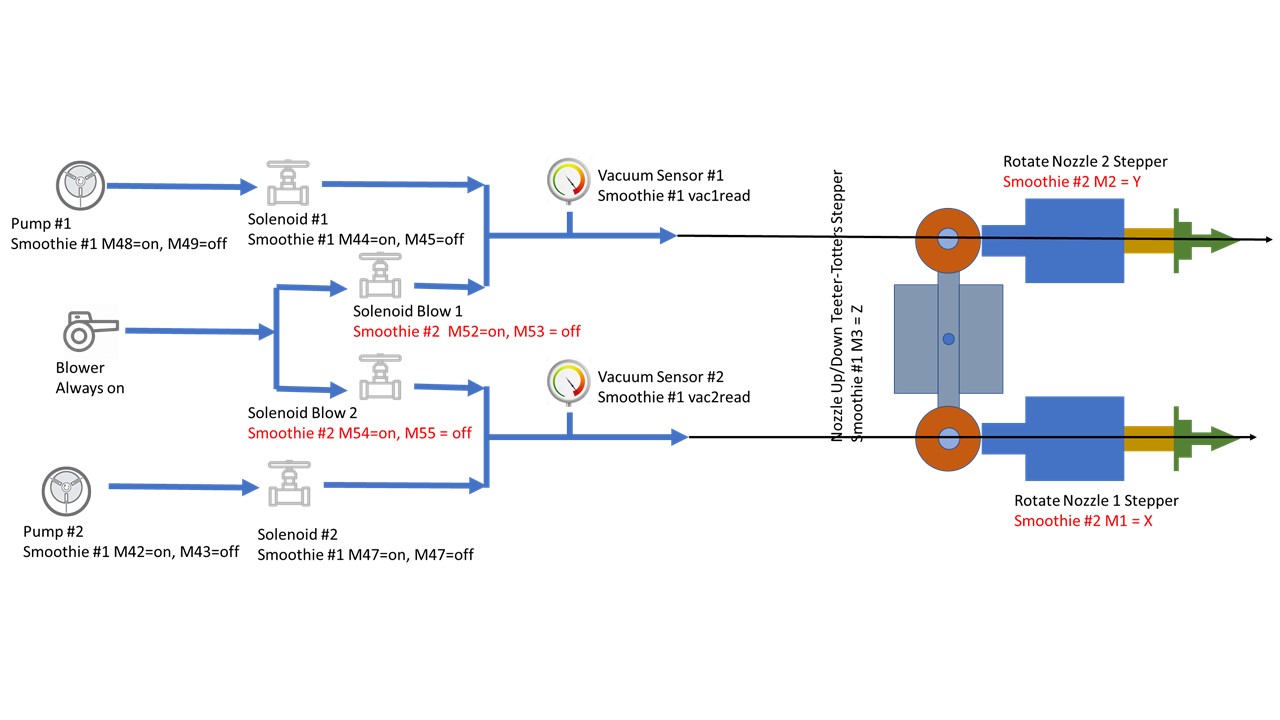 Pump #1
Smoothie #1 M48=on, M49=off
Solenoid #1
Smoothie #1 M44=on, M45=off
Vacuum Sensor #1
Smoothie #1 vac1read
Rotate Nozzle 2 Stepper
Smoothie #2 M2 = Y
Solenoid Blow 1
Smoothie #2  M52=on, M53 = off
Blower
Always on
Nozzle Up/Down Teeter-Totters Stepper
Smoothie #1 M3 = Z
Solenoid Blow 2
Smoothie #2 M54=on, M55 = off
Vacuum Sensor #2
Smoothie #1 vac2read
Pump #2
Smoothie #1 M42=on, M43=off
Solenoid #2
Smoothie #1 M47=on, M47=off
Rotate Nozzle 1 Stepper
Smoothie #2 M1 = X